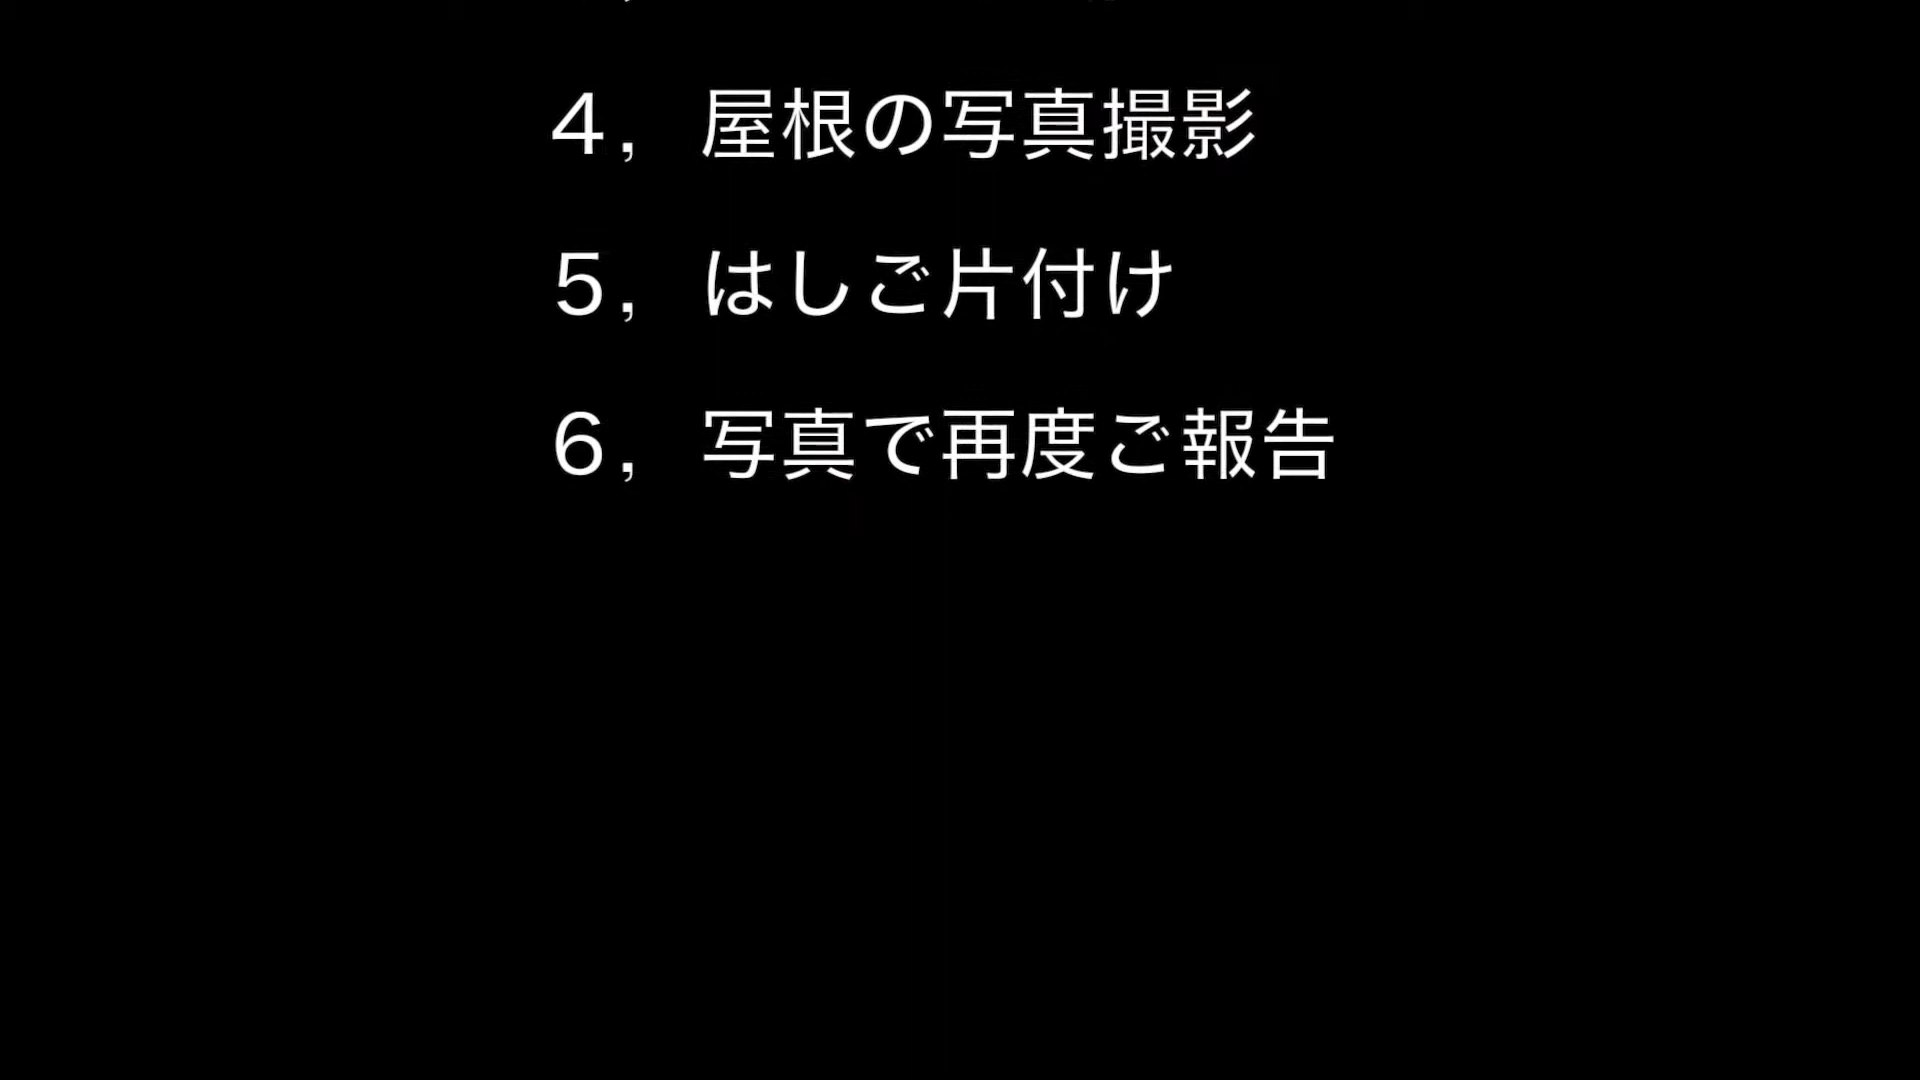 ４，屋根の写真撮影
５，はしご片付け
６，写真で再度ご報告